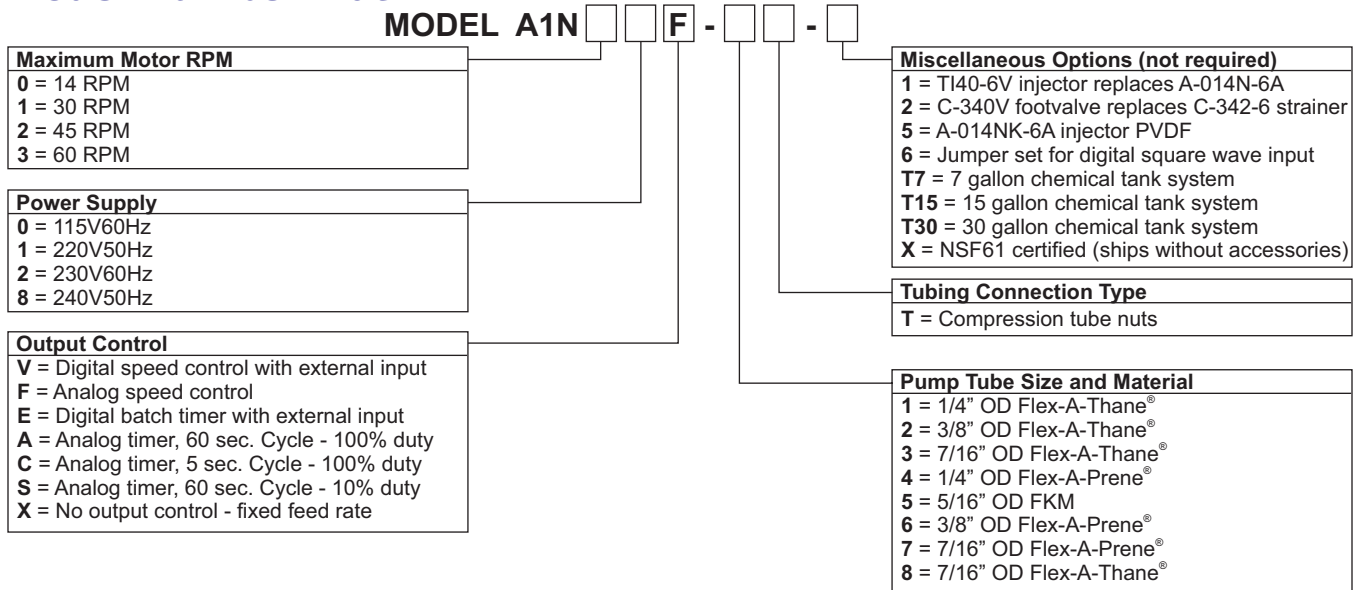 MODEL A1N F - -
Maximum Motor RPM
0 = 14 RPM
1 = 30 RPM
2 = 45 RPM
3 = 60 RPM
Power Supply
0 = 115V60Hz
1 = 220V50Hz
2 = 230V60Hz
8 = 240V50Hz
Output Control
V = Digital speed control with external input
F = Analog speed control
E = Digital batch timer with external input
A = Analog timer, 60 sec. Cycle - 100% duty
C = Analog timer, 5 sec. Cycle - 100% duty
S = Analog timer, 60 sec. Cycle - 10% duty
X = No output control - fixed feed rate
Miscellaneous Options (not required)
1 = TI40-6V injector replaces A-014N-6A
2 = C-340V footvalve replaces C-342-6 strainer
5 = A-014NK-6A injector PVDF
6 = Jumper set for digital square wave input
T7 = 7 gallon chemical tank system
T15 = 15 gallon chemical tank system
T30 = 30 gallon chemical tank system
X = NSF61 certified (ships without accessories)
Tubing Connection Type
T = Compression tube nuts
Pump Tube Size and Material
1 = 1/4” OD Flex-A-Thane®
2 = 3/8” OD Flex-A-Thane®
3 = 7/16” OD Flex-A-Thane®
4 = 1/4” OD Flex-A-Prene®
5 = 5/16” OD FKM
6 = 3/8” OD Flex-A-Prene®
7 = 7/16” OD Flex-A-Prene®
8 = 7/16” OD Flex-A-Thane®